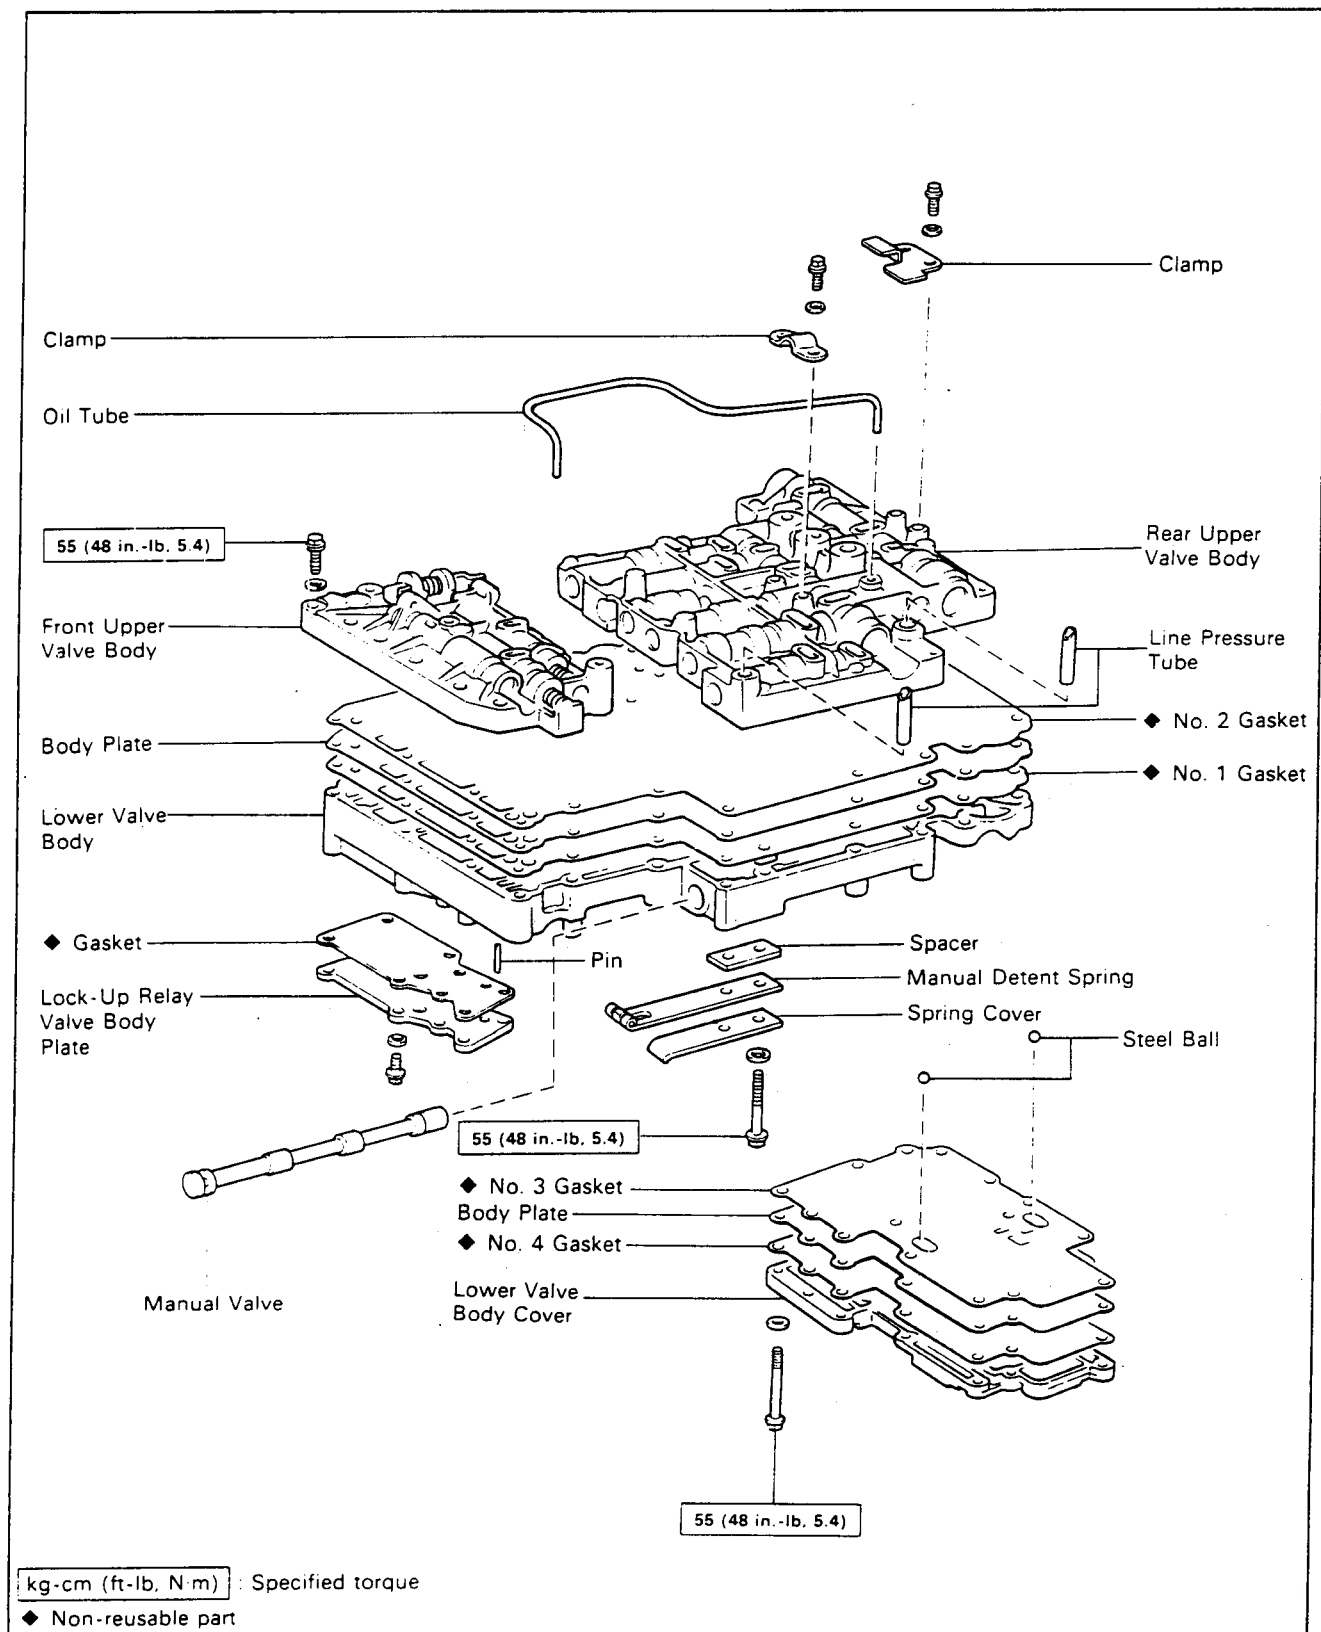 Clamp
Clamp
Oil Tube
55 (48 in.-lb, 5.4)
Rear Upper
Valve Body
Front Upper
Valve Body
Line Pressure
Tube
◆ No. 2 Gasket
Body Plate
◆ No. 1 Gasket
Lower Valve
Body
◆ Gasket
Pin
Spacer
Manual Detent Spring
Lock-Up Relay
Valve Body
Plate
Spring Cover
Steel Ball
55 (48 in.-lb, 5.4)
◆ No. 3 Gasket
Body Plate
◆ No. 4 Gasket
Manual Valve
Lower Valve
Body Cover
55 (48 in.-lb, 5.4)
kg-cm (ft-lb, N·m) : Specified torque
◆ Non-reusable part